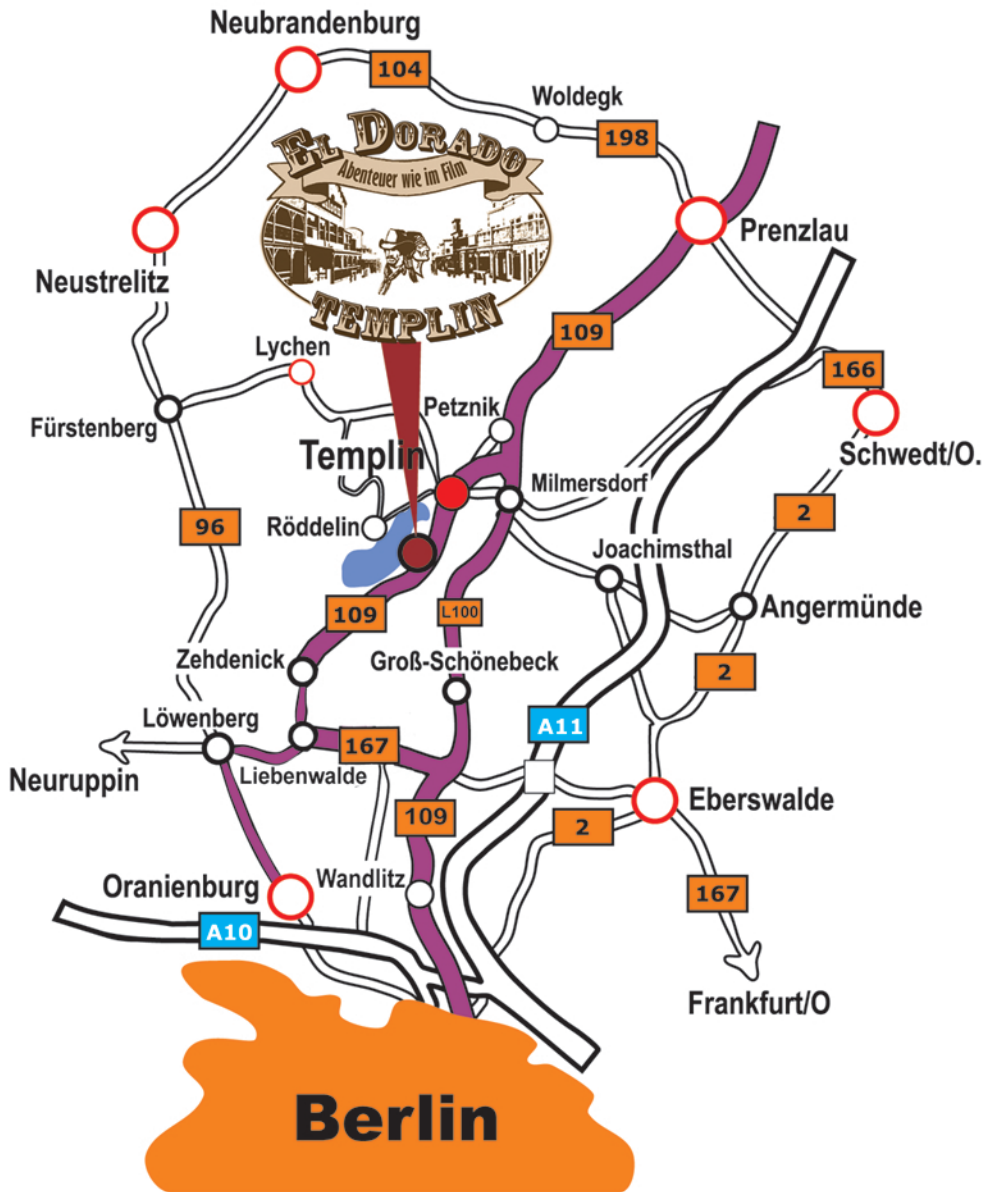 Neubrandenburg
104
Woldegk
198
EL DORADO
Abenteuer wie im Film
TEMPLIN
Prenzlau
Neustrelitz
109
Lychen
166
Petznik
Fürstenberg
Templin
Schwedt/O.
Milmersdorf
2
96
Röddelin
Joachimsthal
109
L100
Angermünde
Zehdenick
Groß-Schönebeck
2
Löwenberg
A11
167
Neuruppin
Liebenwalde
Eberswalde
109
2
Oranienburg
Wandlitz
167
A10
Frankfurt/O
Berlin